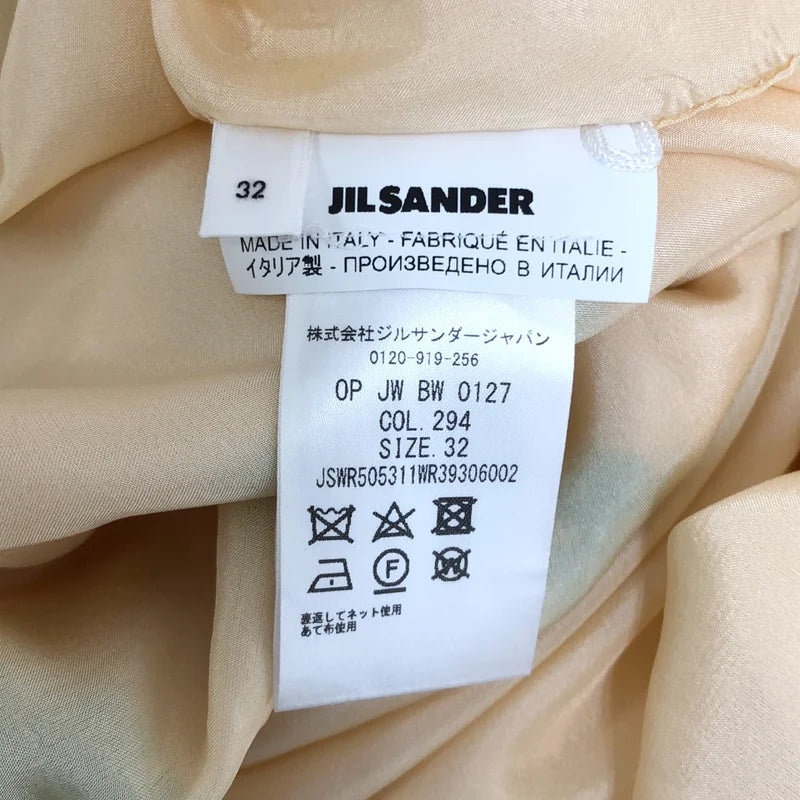 32
JIL SANDER
MADE IN ITALY - FABRIQUÉ EN ITALIE -
イタリア製 - ПРОИЗВЕДЕНО В ИТАЛИИ
株式会社ジルサンダージャパン
0120-919-256
OP JW BW 0127
COL. 294
SIZE. 32
JSWR505311WR39306002
F
W
返してネット使用
あて布使用